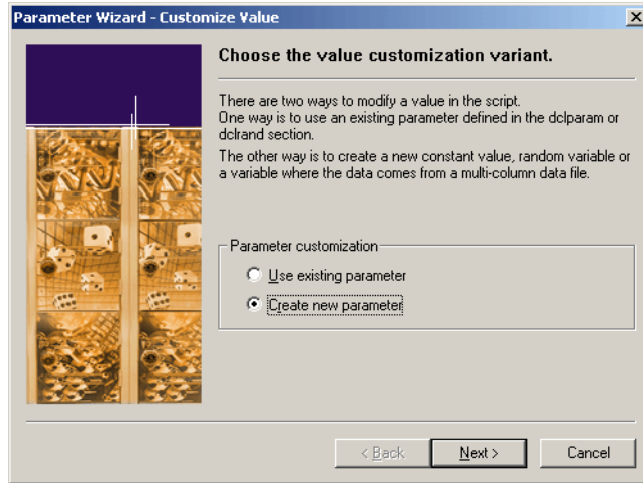 Parameter Wizard - Customize Value
Choose the value customization variant.
There are two ways to modify a value in the script.
One way is to use an existing parameter defined in the dclparam or
dclrand section.
The other way is to create a new constant value, random variable or
a variable where the data comes from a multi-column data file.
Parameter customization
Use existing parameter
Create new parameter
< Back
Next >
Cancel